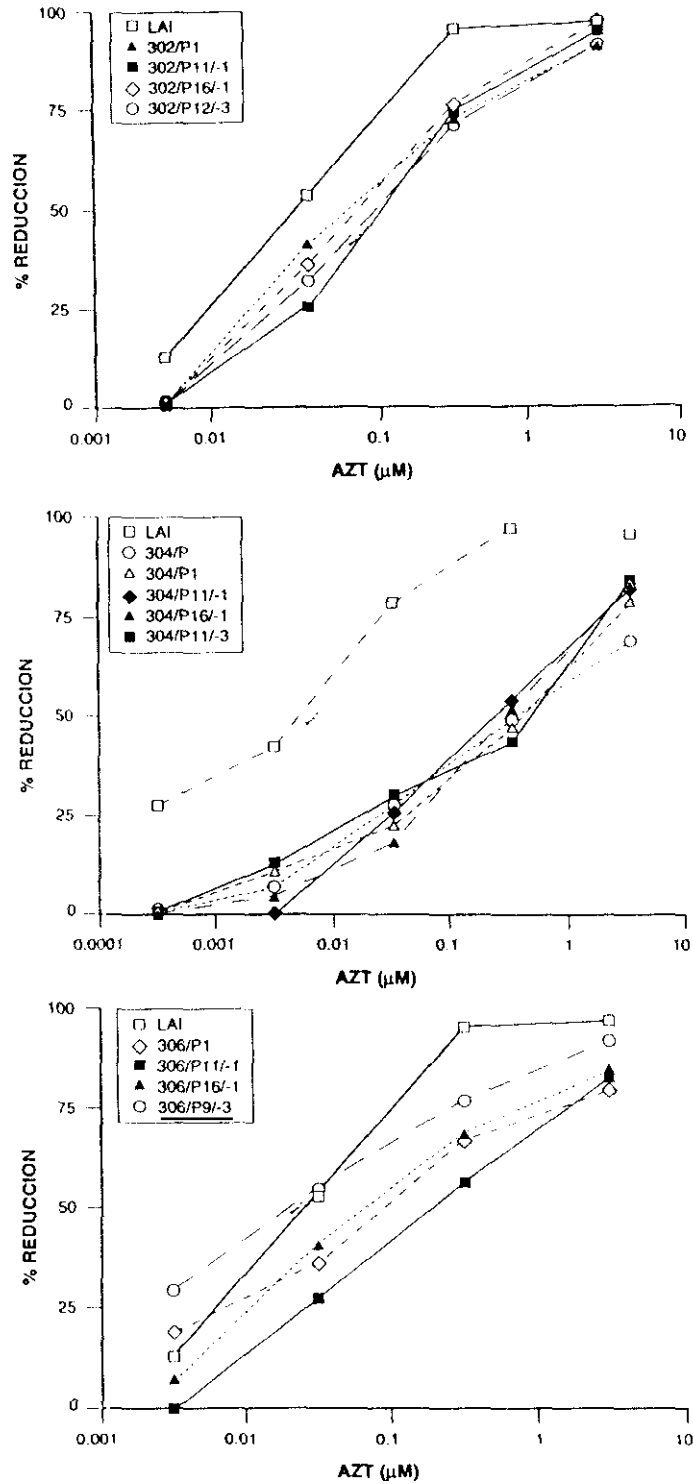 100
75
50
25
0
% REDUCCION
LAI
302/P1
302/P11/-1
302/P16/-1
302/P12/-3
0.001
0.01
0.1
1
10
AZT (µM)
100
75
50
25
0
% REDUCCION
LAI
304/P
304/P1
304/P11/-1
304/P16/-1
304/P11/-3
0.0001
0.001
0.01
0.1
1
10
AZT (µM)
100
75
50
25
0
% REDUCCION
LAI
306/P1
306/P11/-1
306/P16/-1
306/P9/-3
0.001
0.01
0.1
1
10
AZT (µM)